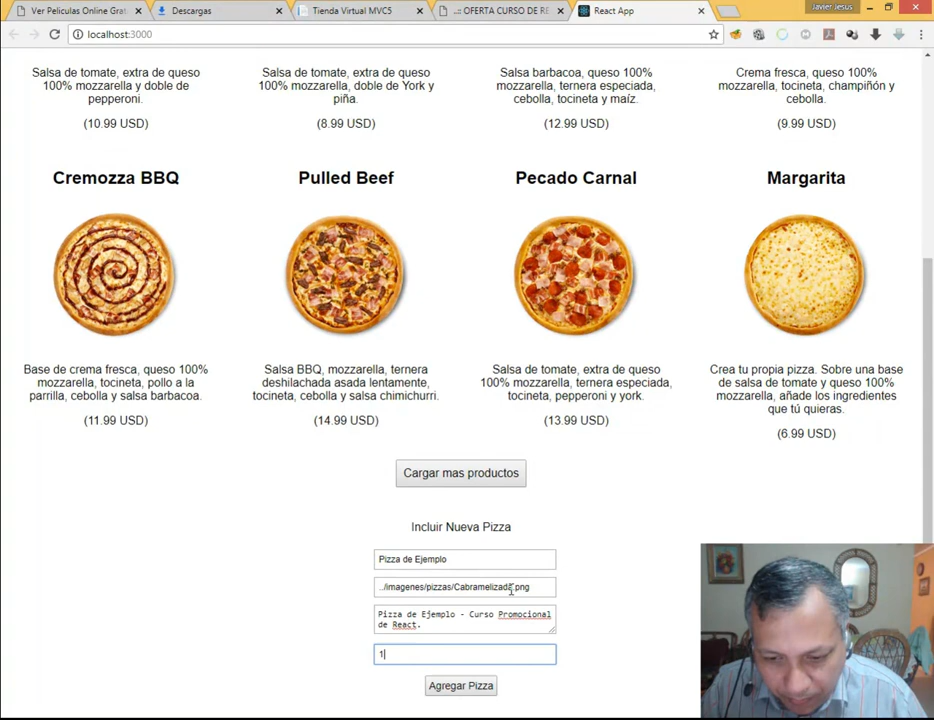 Ver Películas Online Grat
Descargas
Tienda Virtual MVC5
..:: OFERTA CURSO DE RE
React App
Javier Jesus
localhost:3000
Salsa de tomate, extra de queso
100% mozzarella y doble de
pepperoni.
(10.99 USD)
Salsa de tomate, extra de queso
100% mozzarella, doble de York y
piña.
(8.99 USD)
Salsa barbacoa, queso 100%
mozzarella, ternera especiada,
cebolla, tocineta y maíz.
(12.99 USD)
Crema fresca, queso 100%
mozzarella, tocineta, champiñón y
cebolla.
(9.99 USD)
Cremozza BBQ
Base de crema fresca, queso 100%
mozzarella, tocineta, pollo a la
parrilla, cebolla y salsa barbacoa.
(11.99 USD)
Pulled Beef
Salsa BBQ, mozzarella, ternera
deshilachada asada lentamente,
tocineta, cebolla y salsa chimichurri.
(14.99 USD)
Pecado Carnal
Salsa de tomate, extra de queso
100% mozzarella, ternera especiada,
tocineta, pepperoni y york.
(13.99 USD)
Margarita
Crea tu propia pizza. Sobre una base
de salsa de tomate y queso 100%
mozzarella, añade los ingredientes
que tú quieras.
(6.99 USD)
Cargar mas productos
Incluir Nueva Pizza
Pizza de Ejemplo
../imagenes/pizzas/Cabramelizada.png
Pizza de Ejemplo - Curso Promocional
de React.
1
Agregar Pizza